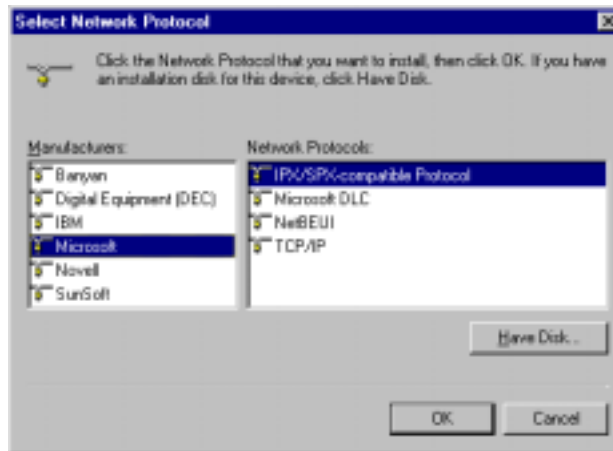 Select Network Protocol
Click the Network Protocol that you want to install, then click OK. If you have
an installation disk for this device, click Have Disk.
Manufacturers:
Banyan
Digital Equipment (DEC)
IBM
Microsoft
Novell
SunSoft
Network Protocols:
IPX/SPX-compatible Protocol
Microsoft DLC
NetBEUI
TCP/IP
Have Disk...
OK
Cancel